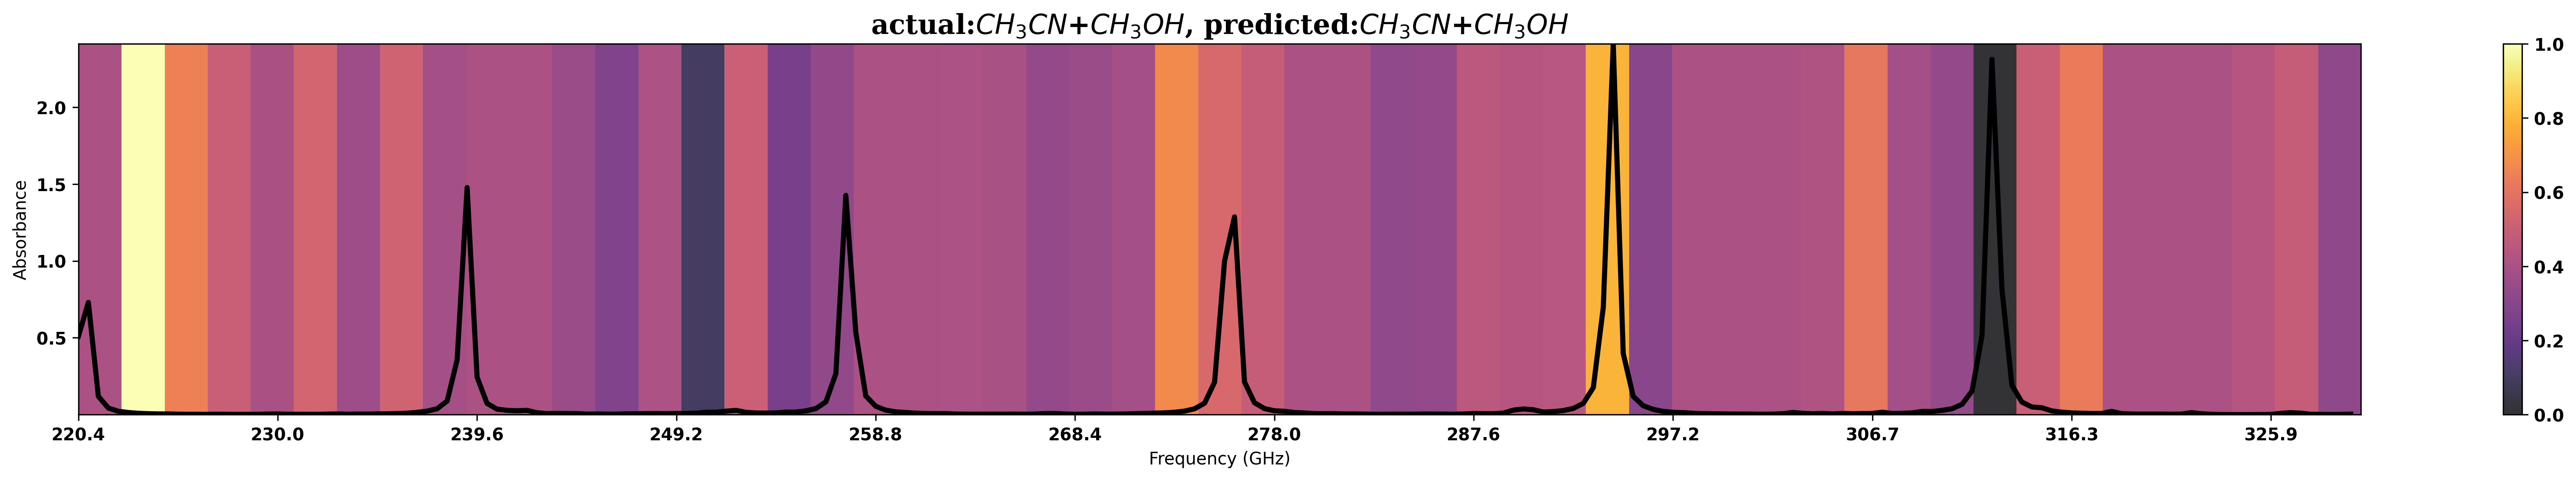 actual:CH₃CN+CH₃OH, predicted:CH₃CN+CH₃OH
Absorbance
2.0
1.5
1.0
0.5
220.4 230.0 239.6 249.2 258.8 268.4 278.0 287.6 297.2 306.7 316.3 325.9
Frequency (GHz)
1.0
0.8
0.6
0.4
0.2
0.0